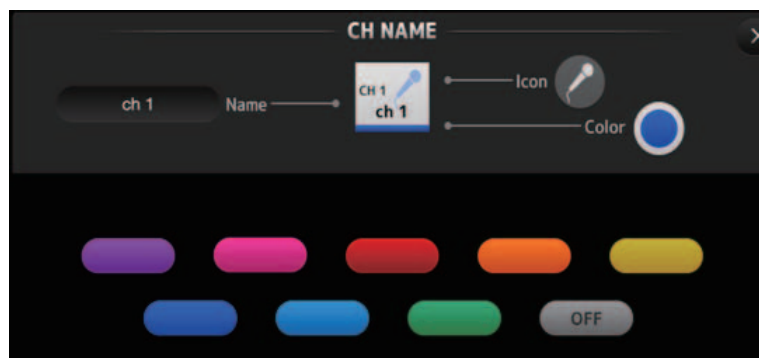 CH NAME
ch 1
Name
CH 1
ch 1
Icon
Color
OFF